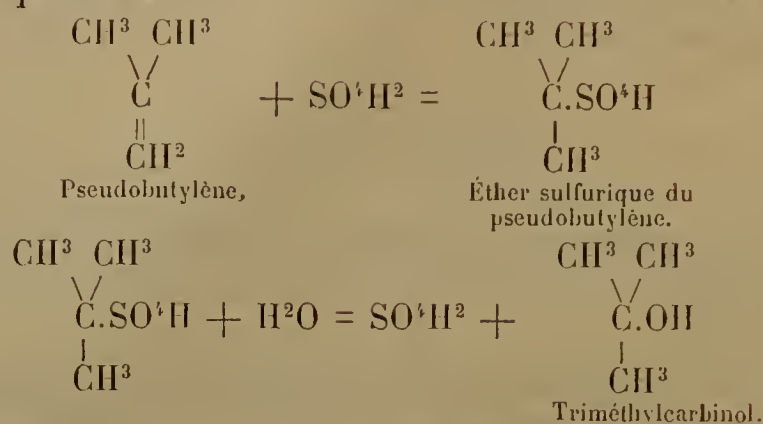 CH³ CH³ CH³ CH³
C + SO⁴H² = C.SO⁴H
CH² CH³
Pseudobutylène, Éther sulfurique du
pseudobutylène.
CH³ CH³ CH³ CH³
C.SO⁴H + H²O = SO⁴H² + C.OH
CH³ CH³
Triméthylcarbinol.